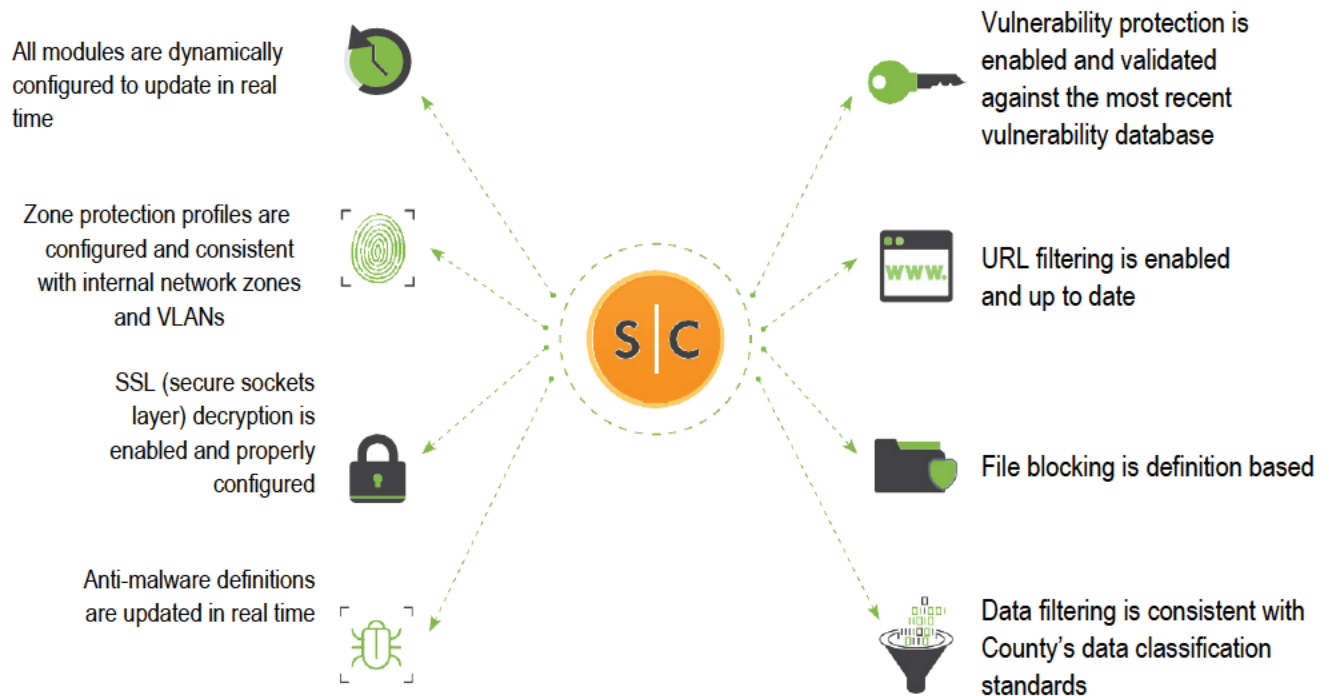 All modules are dynamically
configured to update in real
time
Zone protection profiles are
configured and consistent
with internal network zones
and VLANs
SSL (secure sockets
layer) decryption is
enabled and properly
configured
Anti-malware definitions
are updated in real time
S|C
Vulnerability protection is
enabled and validated
against the most recent
vulnerability database
www.
URL filtering is enabled
and up to date
File blocking is definition based
Data filtering is consistent with
County’s data classification
standards